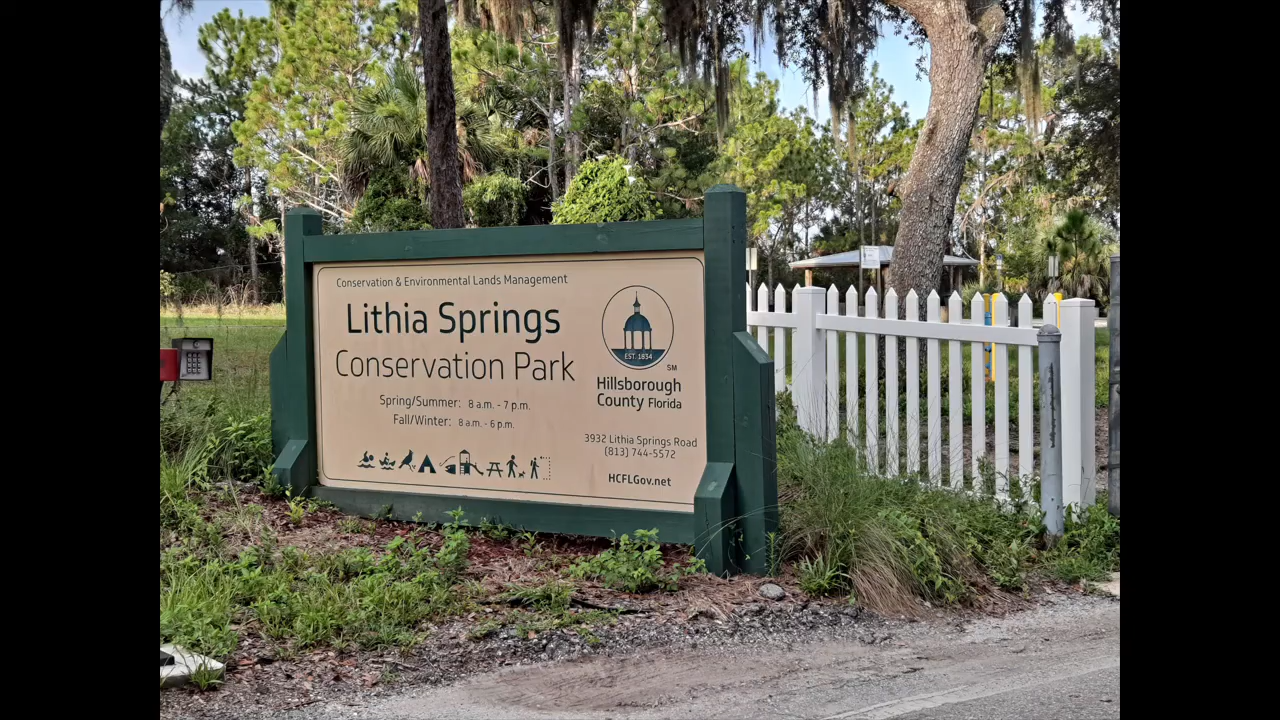 Conservation & Environmental Lands Management
Lithia Springs
Conservation Park
Spring/Summer: 8 a.m. - 7 p.m.
Fall/Winter: 8 a.m. - 6 p.m.
EST. 1834
SM
Hillsborough
County Florida
3932 Lithia Springs Road
(813) 744-5572
HCFLGov.net